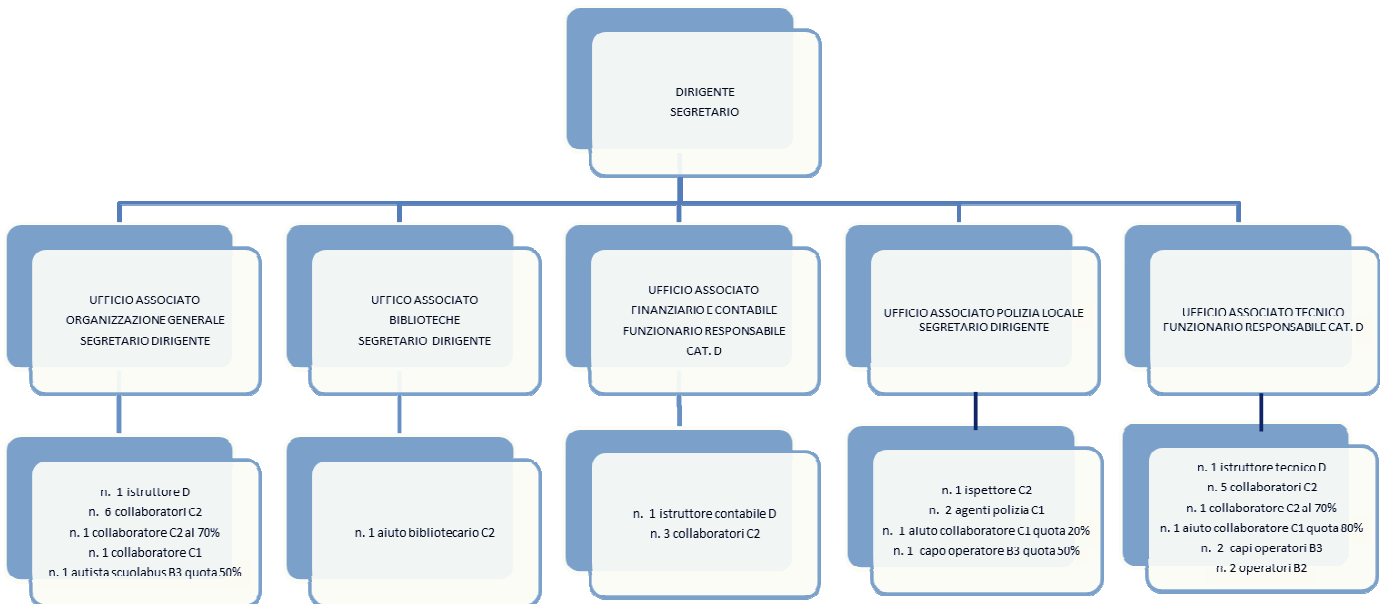 DIRIGENTE
SEGRETARIO
UFFICIO ASSOCIATO
ORGANIZZAZIONE GENERALE
SEGRETARIO DIRIGENTE
UFFICO ASSOCIATO
BIBLIOTECHE
SEGRETARIO DIRIGENTE
UFFICIO ASSOCIATO
FINANZIARIO E CONTABILE
FUNZIONARIO RESPONSABILE
CAT. D
UFFICIO ASSOCIATO POLIZIA LOCALE
SEGRETARIO DIRIGENTE
UFFICIO ASSOCIATO TECNICO
FUNZIONARIO RESPONSABILE CAT. D
n. 1 istruttore D
n. 6 collaboratori C2
n. 1 collaboratore C2 al 70%
n. 1 collaboratore C1
n. 1 autista scuolabus B3 quota 50%
n. 1 aiuto bibliotecario C2
n. 1 istruttore contabile D
n. 3 collaboratori C2
n. 1 ispettore C2
n. 2 agenti polizia C1
n. 1 aiuto collaboratore C1 quota 20%
n. 1 capo operatore B3 quota 50%
n. 1 istruttore tecnico D
n. 5 collaboratori C2
n. 1 collaboratore C2 al 70%
n. 1 aiuto collaboratore C1 quota 80%
n. 2 capi operatori B3
n. 2 operatori B2